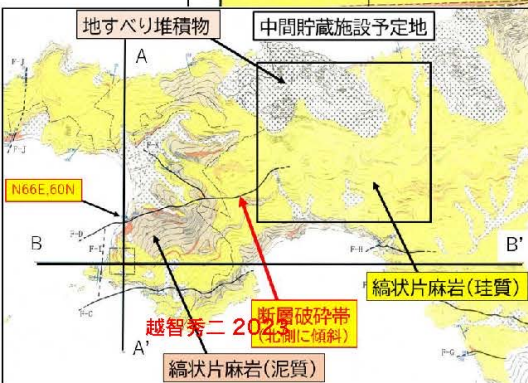 地すべり堆積物
中間貯蔵施設予定地
A
F-J
F-J
F-K
N66E,60N
F-D
B
F-I
B'
F-H
縞状片麻岩(珪質)
F-C
断層破砕帯
(北側に傾斜)
越智秀二 2023
A'
縞状片麻岩(泥質)
F-G